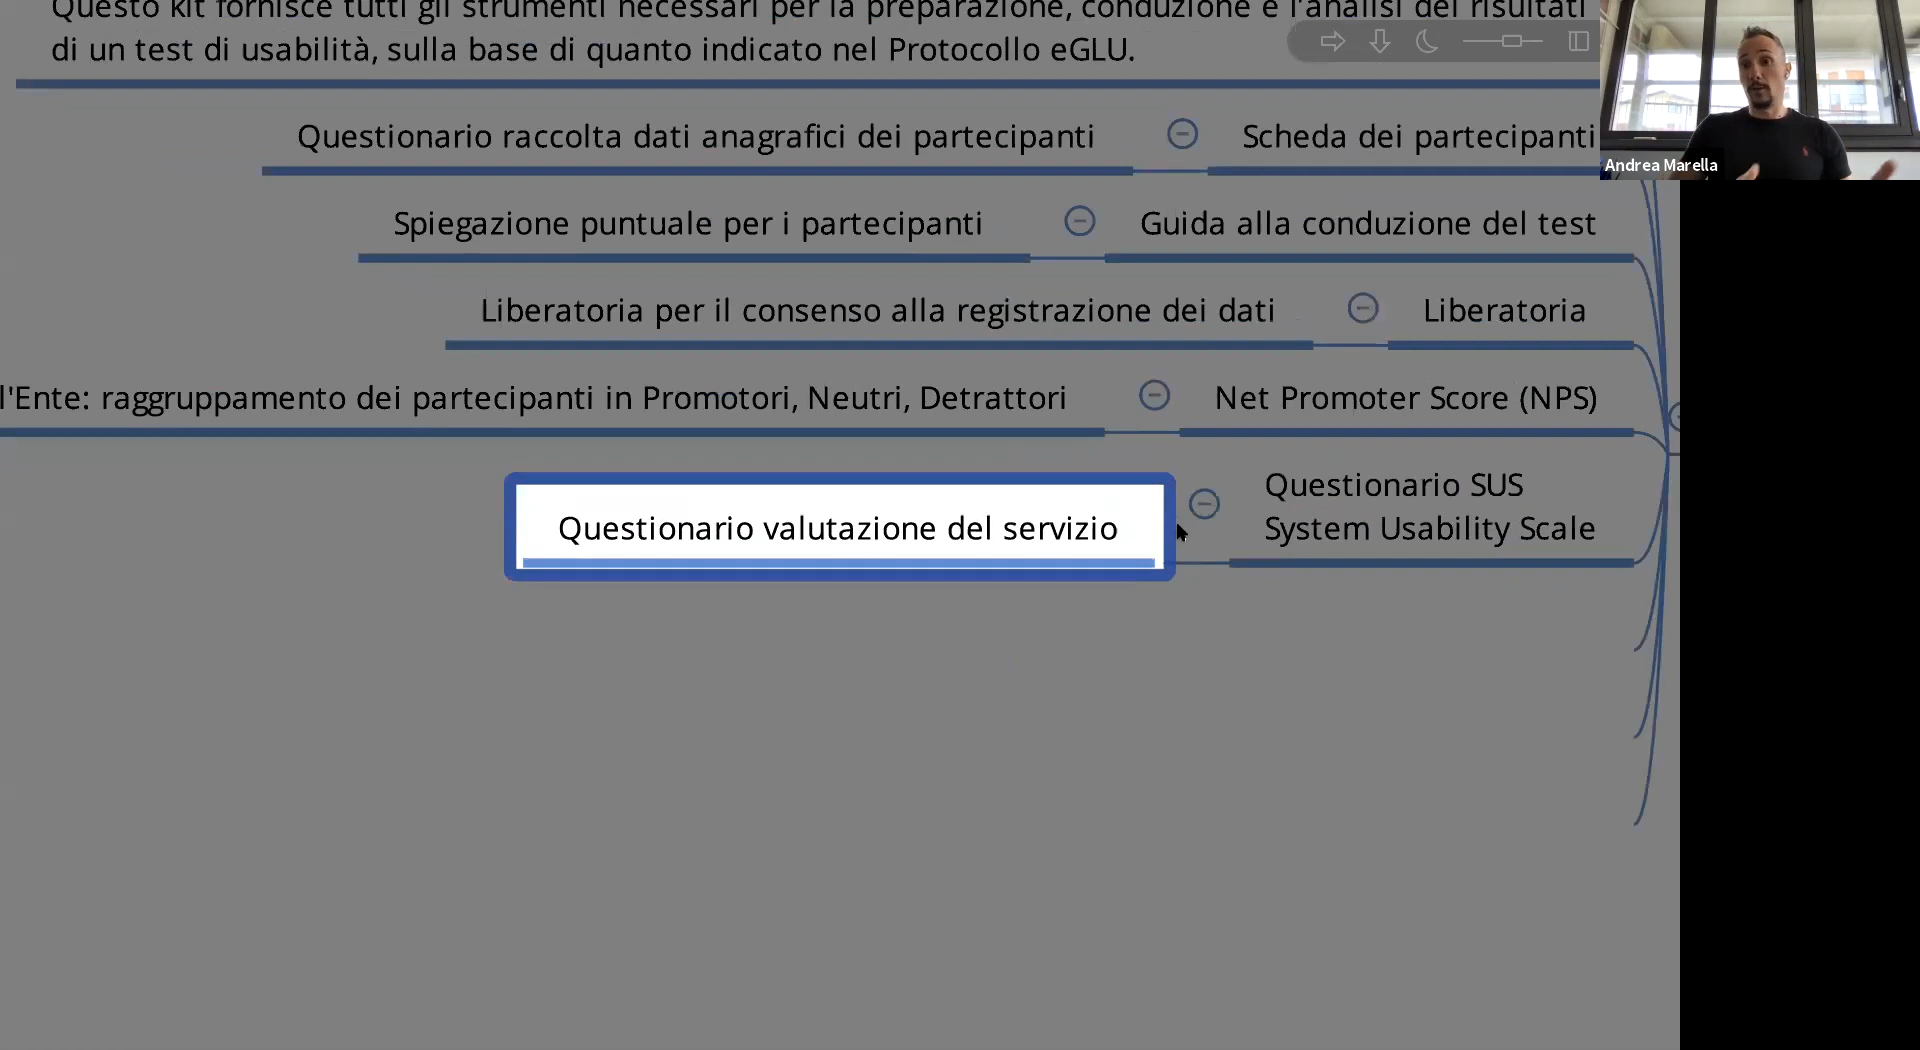 Questo kit fornisce tutti gli strumenti necessari per la preparazione, conduzione e l'analisi dei risultati
di un test di usabilità, sulla base di quanto indicato nel Protocollo eGLU.
Questionario raccolta dati anagrafici dei partecipanti
Scheda dei partecipanti
Andrea Marella
Spiegazione puntuale per i partecipanti
Guida alla conduzione del test
Liberatoria per il consenso alla registrazione dei dati
Liberatoria
l'Ente: raggruppamento dei partecipanti in Promotori, Neutri, Detrattori
Net Promoter Score (NPS)
Questionario valutazione del servizio
Questionario SUS
System Usability Scale